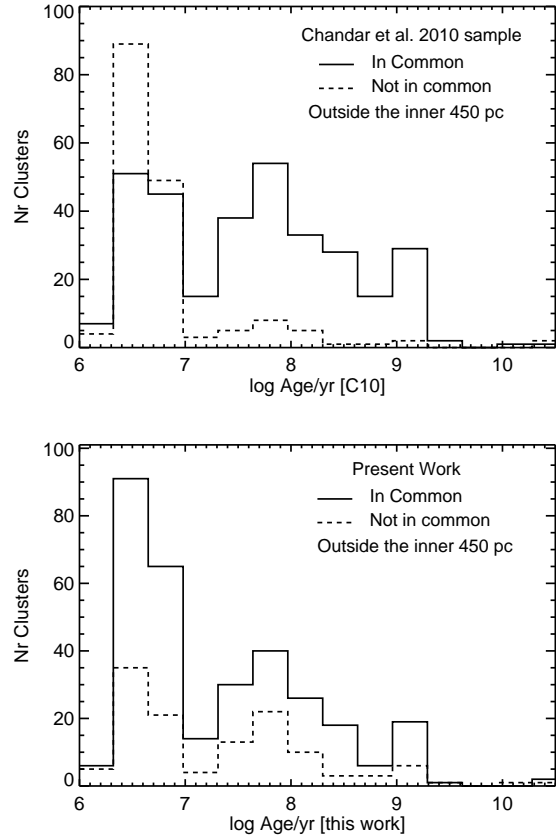 100
80
60
40
20
0
Nr Clusters
Chandar et al. 2010 sample
In Common
Not in common
Outside the inner 450 pc
6 7 8 9 10
log Age/yr [C10]
100
80
60
40
20
0
Nr Clusters
Present Work
In Common
Not in common
Outside the inner 450 pc
6 7 8 9 10
log Age/yr [this work]